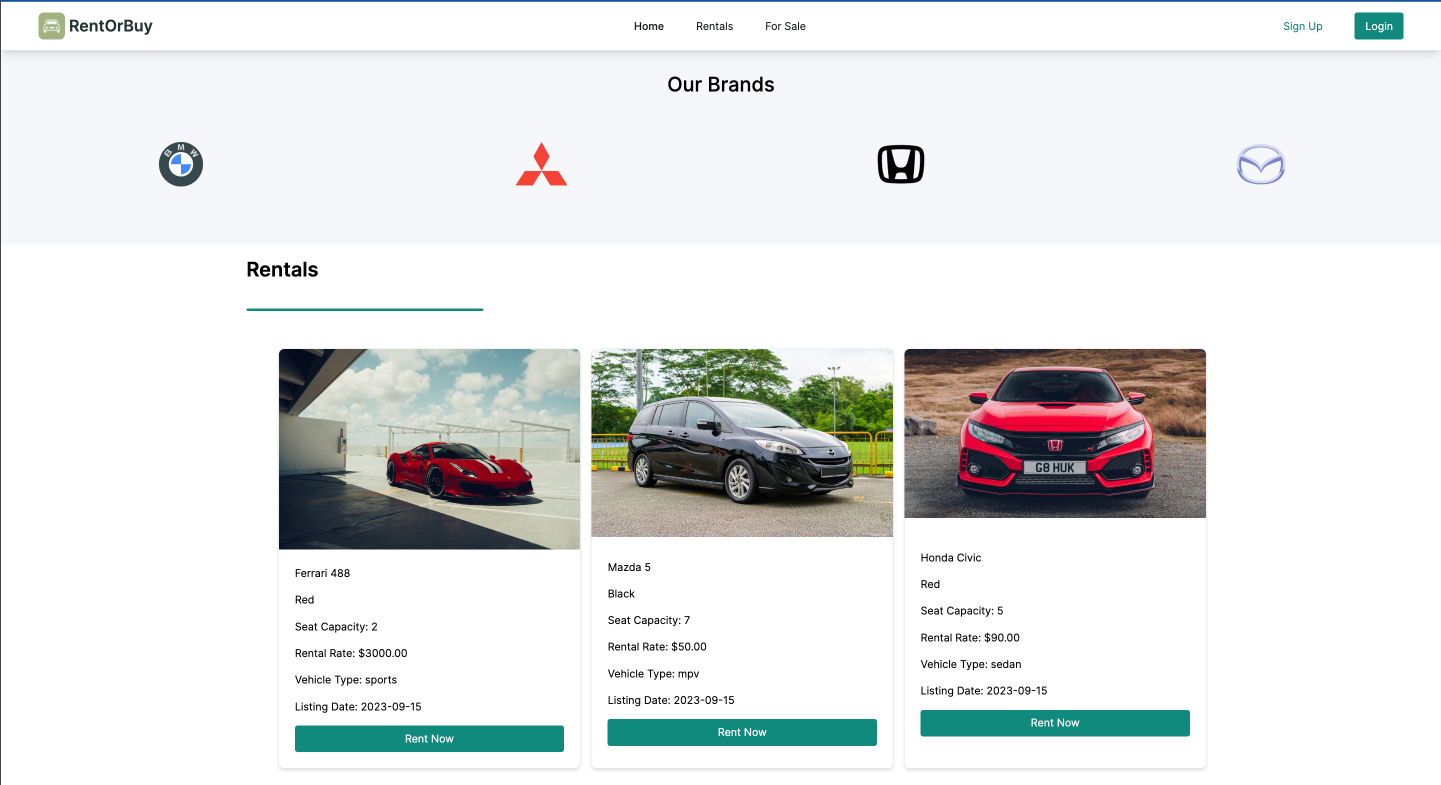 RentOrBuy
Home
Rentals
For Sale
Sign Up
Login
Our Brands
BMW
Rentals
G8 HUK
Ferrari 488
Red
Seat Capacity: 2
Rental Rate: $3000.00
Vehicle Type: sports
Listing Date: 2023-09-15
Rent Now
Mazda 5
Black
Seat Capacity: 7
Rental Rate: $50.00
Vehicle Type: mpv
Listing Date: 2023-09-15
Rent Now
Honda Civic
Red
Seat Capacity: 5
Rental Rate: $90.00
Vehicle Type: sedan
Listing Date: 2023-09-15
Rent Now